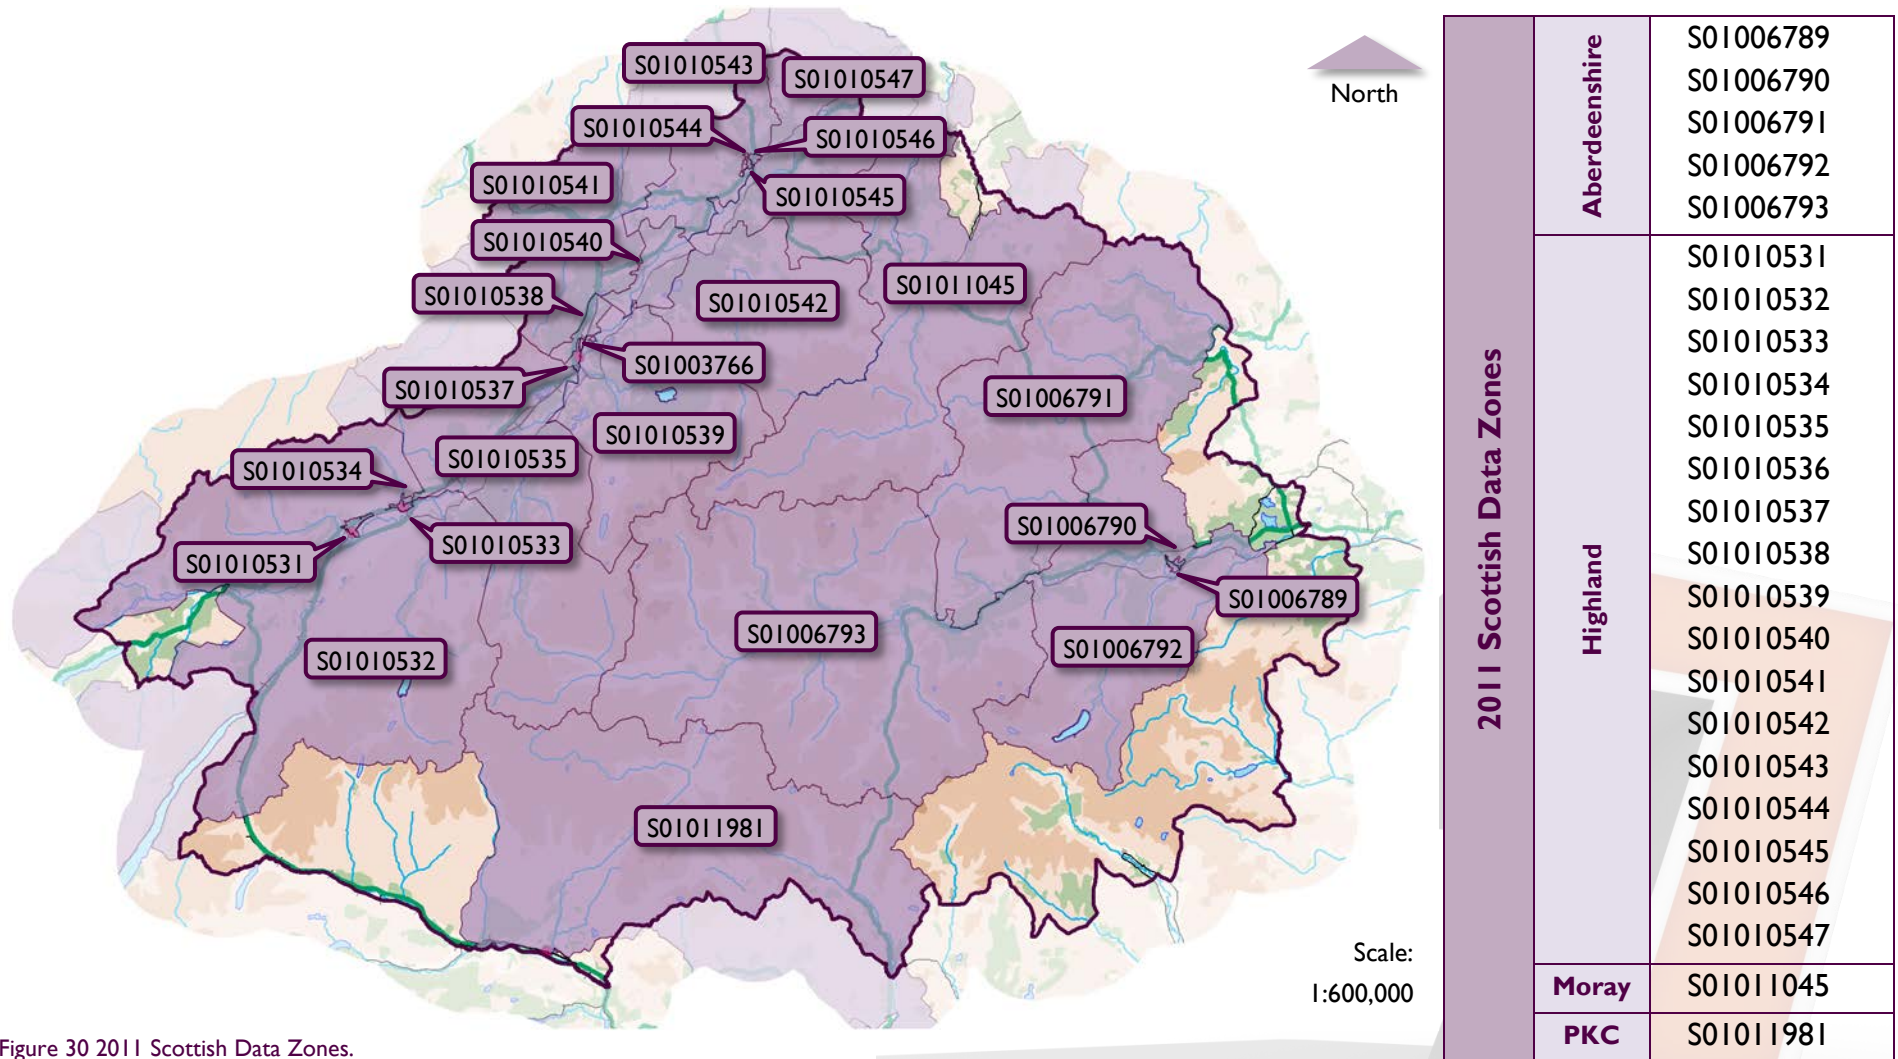 S01010543
S01010547
S01010544
S01010546
S01010541
S01010545
S01010540
S01010538
S01010542
S01011045
S01003766
S01010537
S01006791
S01010539
S01010535
S01010534
S01010533
S01006790
S01010531
S01006789
S01006793
S01006792
S01010532
S01011981
North
Scale:
1:600,000
2011 Scottish Data Zones
Aberdeenshire
S01006789
S01006790
S01006791
S01006792
S01006793
Highland
S01010531
S01010532
S01010533
S01010534
S01010535
S01010536
S01010537
S01010538
S01010539
S01010540
S01010541
S01010542
S01010543
S01010544
S01010545
S01010546
S01010547
Moray
S01011045
PKC
S01011981
Figure 30 2011 Scottish Data Zones.